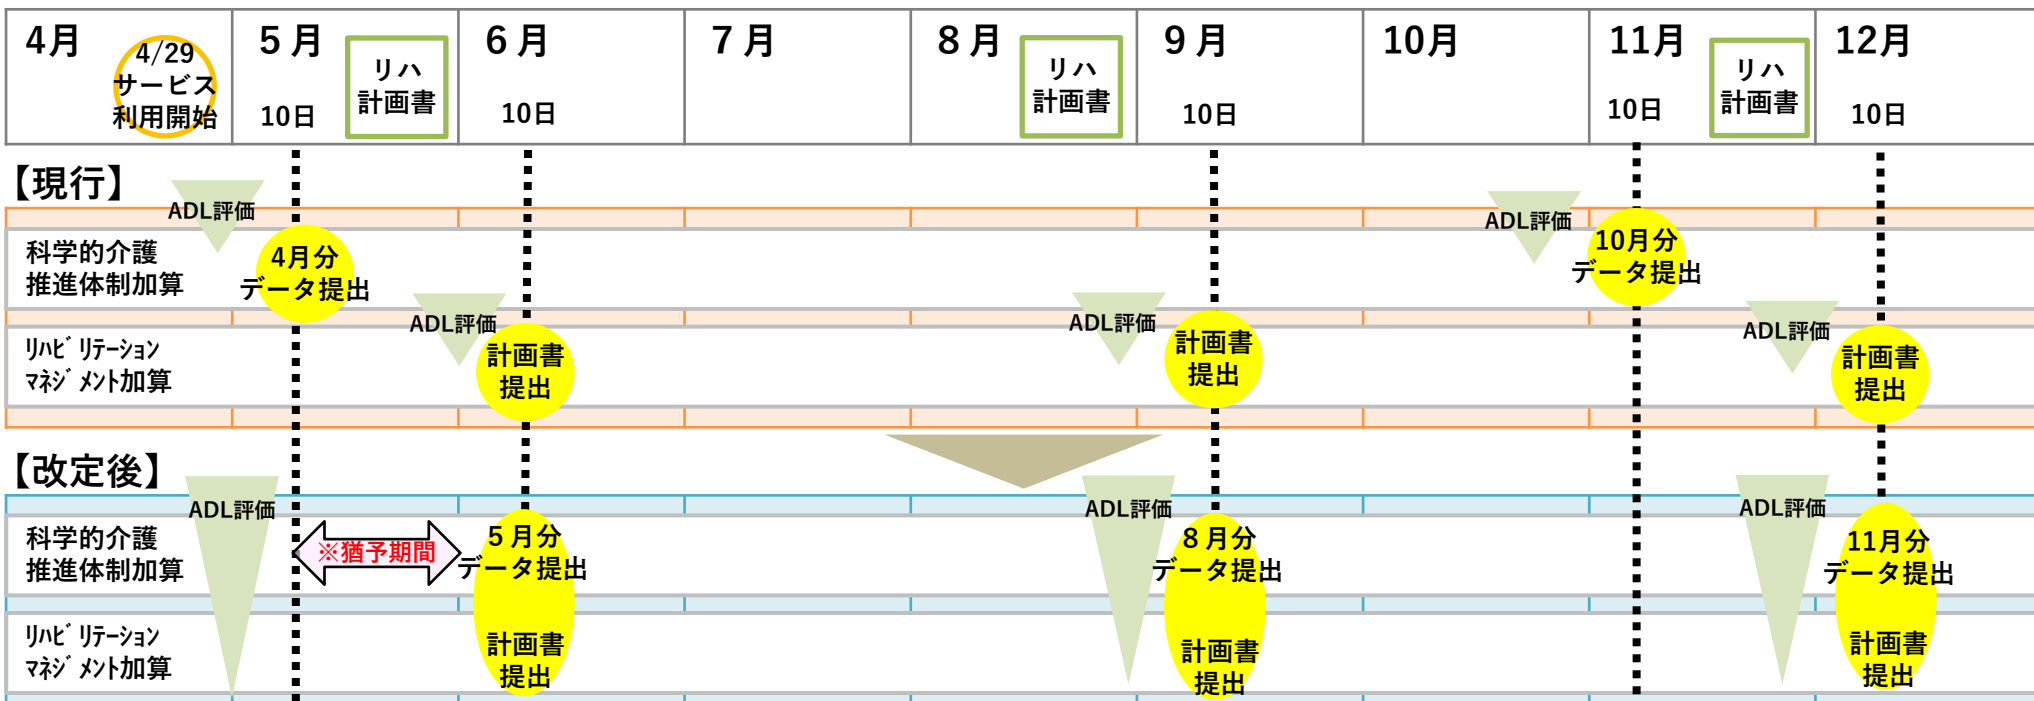 4月
4/29
サービス
利用開始
5月
10日
リハ
計画書
6月
10日
7月
8月
リハ
計画書
9月
10日
10月
11月
10日
リハ
計画書
12月
10日
【現行】
ADL評価
ADL評価
科学的介護
推進体制加算
4月分
データ提出
10月分
データ提出
ADL評価
ADL評価
ADL評価
ﾘﾊﾋﾞﾘﾃｰｼｮﾝ
ﾏﾈｼﾞﾒﾝﾄ加算
計画書
提出
計画書
提出
計画書
提出
【改定後】
ADL評価
ADL評価
ADL評価
科学的介護
推進体制加算
※猶予期間
5月分
データ提出
8月分
データ提出
11月分
データ提出
ﾘﾊﾋﾞﾘﾃｰｼｮﾝ
ﾏﾈｼﾞﾒﾝﾄ加算
計画書
提出
計画書
提出
計画書
提出